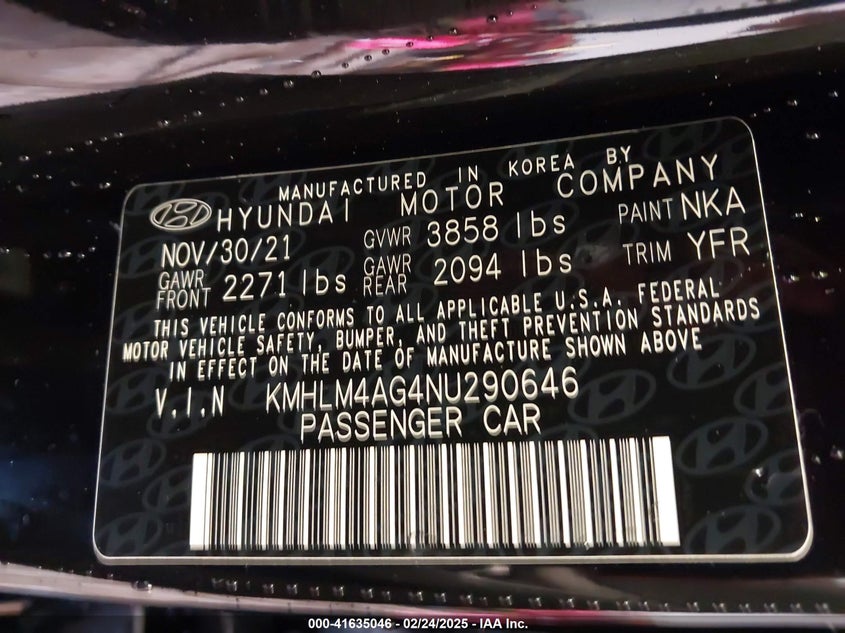 MANUFACTURED IN KOREA BY
HYUNDAI MOTOR COMPANY
NOV/30/21 GVWR 3858 lbs PAINT NKA
GAWR FRONT 2271 lbs GAWR REAR 2094 lbs TRIM YFR
THIS VEHICLE CONFORMS TO ALL APPLICABLE U.S.A. FEDERAL
MOTOR VEHICLE SAFETY, BUMPER, AND THEFT PREVENTION STANDARDS
IN EFFECT ON THE DATE OF MANUFACTURE SHOWN ABOVE
V.I.N KMHLM4AG4NU290646
PASSENGER CAR
000-41635046 — 02/24/2025 — IAA Inc.